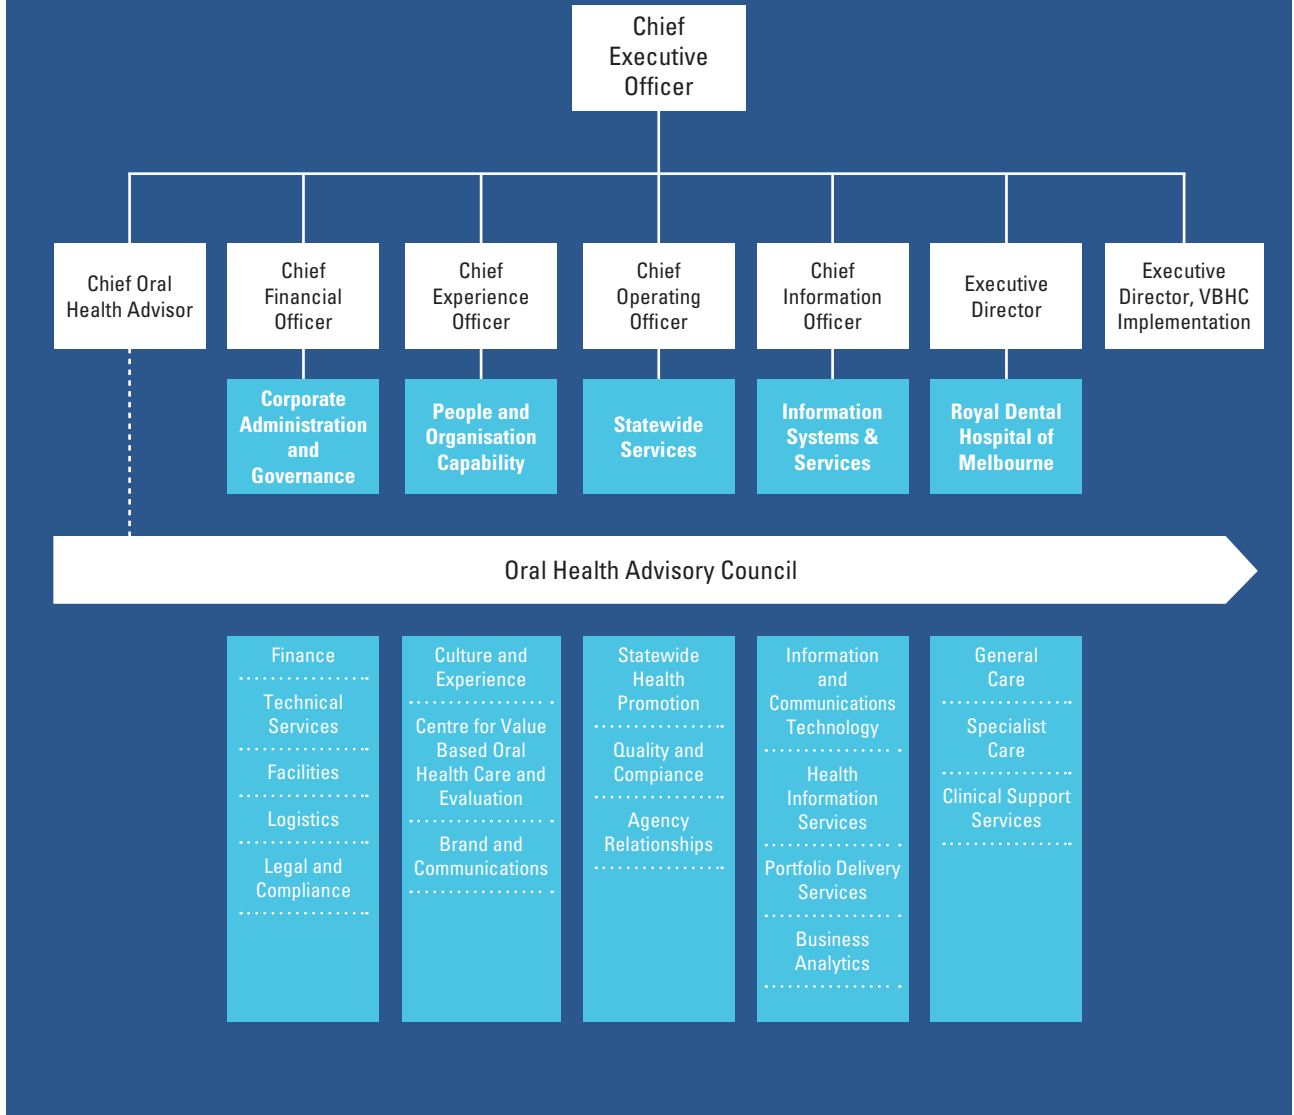 Chief
Executive
Officer
Chief Oral
Health Advisor
Chief
Financial
Officer
Chief
Experience
Officer
Chief
Operating
Officer
Chief
Information
Officer
Executive
Director
Executive
Director, VBHC
Implementation
Corporate
Administration
and
Governance
People and
Organisation
Capability
Statewide
Services
Information
Systems &
Services
Royal Dental
Hospital of
Melbourne
Oral Health Advisory Council
Finance
Technical
Services
Facilities
Logistics
Legal and
Compliance
Culture and
Experience
Centre for Value
Based Oral
Health Care and
Evaluation
Brand and
Communications
Statewide
Health
Promotion
Quality and
Compiance
Agency
Relationships
Information
and
Communications
Technology
Health
Information
Services
Portfolio Delivery
Services
Business
Analytics
General
Care
Specialist
Care
Clinical Support
Services